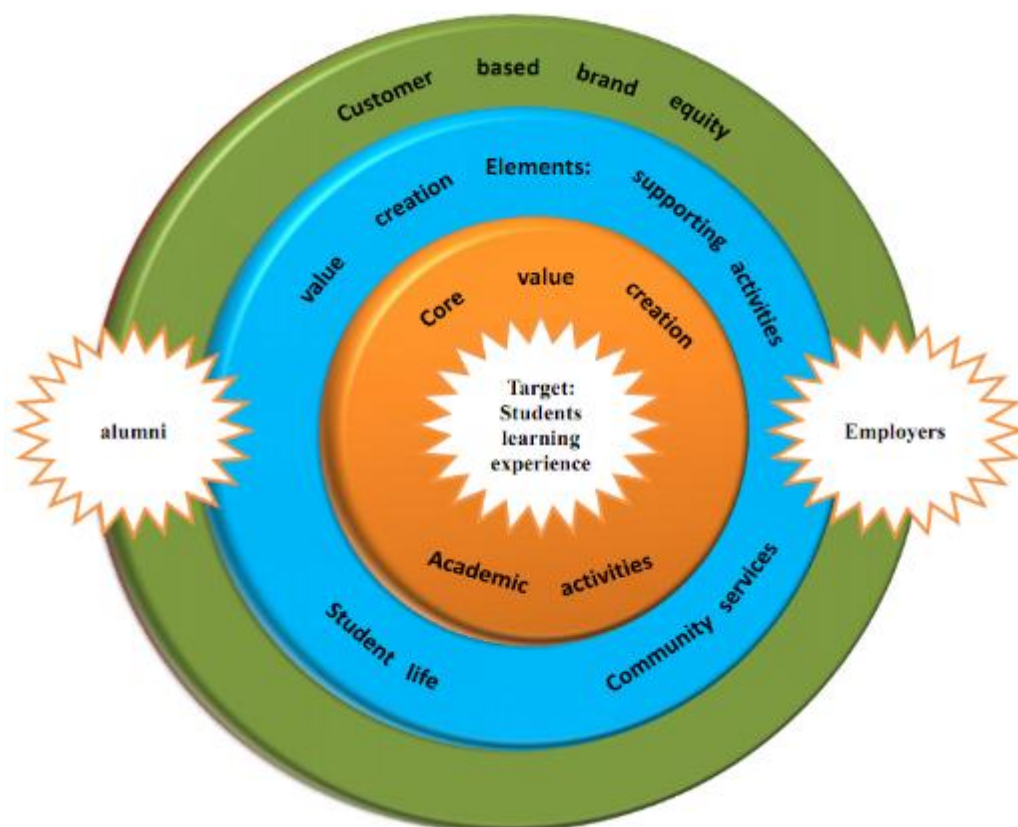 Customer based brand equity
value creation Elements: supporting activities
Core value creation
Target:
Students
learning
experience
alumni
Employers
Academic activities
Student life
Community services